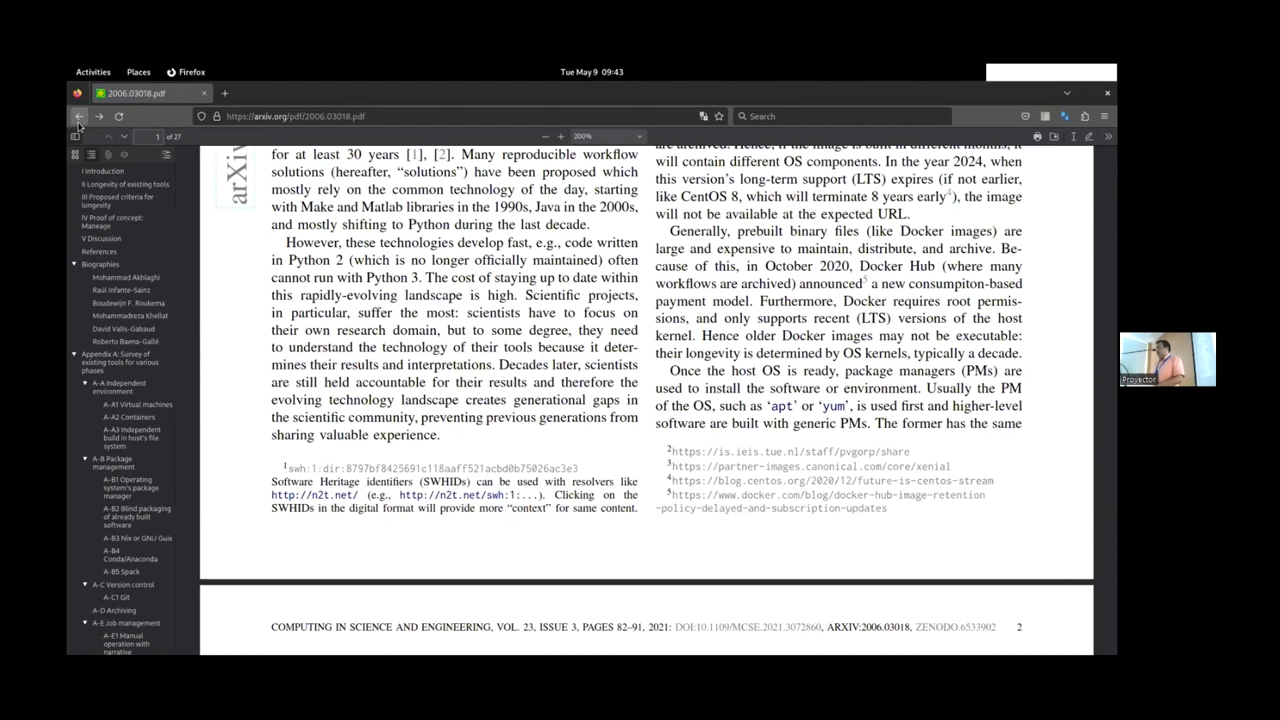 Activities Places Firefox Tue May 9 09:43
2006.03018.pdf
https://arxiv.org/pdf/2006.03018.pdf Search
1 of 27 200%
I Introduction
II Longevity of existing tools
III Proposed criteria for
longevity
IV Proof of concept:
Maneage
V Discussion
References
Biographies
Mohammad Akhlaghi
Raúl Infante-Sainz
Boudewijn F. Roukema
Mohammadreza Khellat
David Valls-Gabaud
Roberto Baena-Gallé
Appendix A: Survey of
existing tools for various
phases
A-A Independent
environment
A-A1 Virtual machines
A-A2 Containers
A-A3 Independent
build in host's file
system
A-B Package
management
A-B1 Operating
system's package
manager
A-B2 Blind packaging
of already built
software
A-B3 Nix or GNU Guix
A-B4
Conda/Anaconda
A-B5 Spack
A-C Version control
A-C1 Git
A-D Archiving
A-E Job management
A-E1 Manual
operation with
narrative
arXiv
for at least 30 years [1], [2]. Many reproducible workflow
solutions (hereafter, “solutions”) have been proposed which
mostly rely on the common technology of the day, starting
with Make and Matlab libraries in the 1990s, Java in the 2000s,
and mostly shifting to Python during the last decade.
However, these technologies develop fast, e.g., code written
in Python 2 (which is no longer officially maintained) often
cannot run with Python 3. The cost of staying up to date within
this rapidly-evolving landscape is high. Scientific projects,
in particular, suffer the most: scientists have to focus on
their own research domain, but to some degree, they need
to understand the technology of their tools because it deter-
mines their results and interpretations. Decades later, scientists
are still held accountable for their results and therefore the
evolving technology landscape creates generational gaps in
the scientific community, preventing previous generations from
sharing valuable experience.
1swh:1:dir:8797bf8425691c118aaff521acbd0b75026ac3e3
Software Heritage identifiers (SWHIDs) can be used with resolvers like
http://n2t.net/ (e.g., http://n2t.net/swh:1:...). Clicking on the
SWHIDs in the digital format will provide more “context” for same content.
are archived. Hence, if the image is built in different months, it
will contain different OS components. In the year 2024, when
this version's long-term support (LTS) expires (if not earlier,
like CentOS 8, which will terminate 8 years early4), the image
will not be available at the expected URL.
Generally, prebuilt binary files (like Docker images) are
large and expensive to maintain, distribute, and archive. Be-
cause of this, in October 2020, Docker Hub (where many
workflows are archived) announced5 a new consumpiton-based
payment model. Furthermore, Docker requires root permis-
sions, and only supports recent (LTS) versions of the host
kernel. Hence older Docker images may not be executable:
their longevity is determined by OS kernels, typically a decade.
Once the host OS is ready, package managers (PMs) are
used to install the software or environment. Usually the PM
of the OS, such as ‘apt’ or ‘yum’, is used first and higher-level
software are built with generic PMs. The former has the same
2https://is.ieis.tue.nl/staff/pvgorp/share
3https://partner-images.canonical.com/core/xenial
4https://blog.centos.org/2020/12/future-is-centos-stream
5https://www.docker.com/blog/docker-hub-image-retention
-policy-delayed-and-subscription-updates
COMPUTING IN SCIENCE AND ENGINEERING, VOL. 23, ISSUE 3, PAGES 82–91, 2021: DOI:10.1109/MCSE.2021.3072860, ARXIV:2006.03018, ZENODO.6533902 2
Proyector